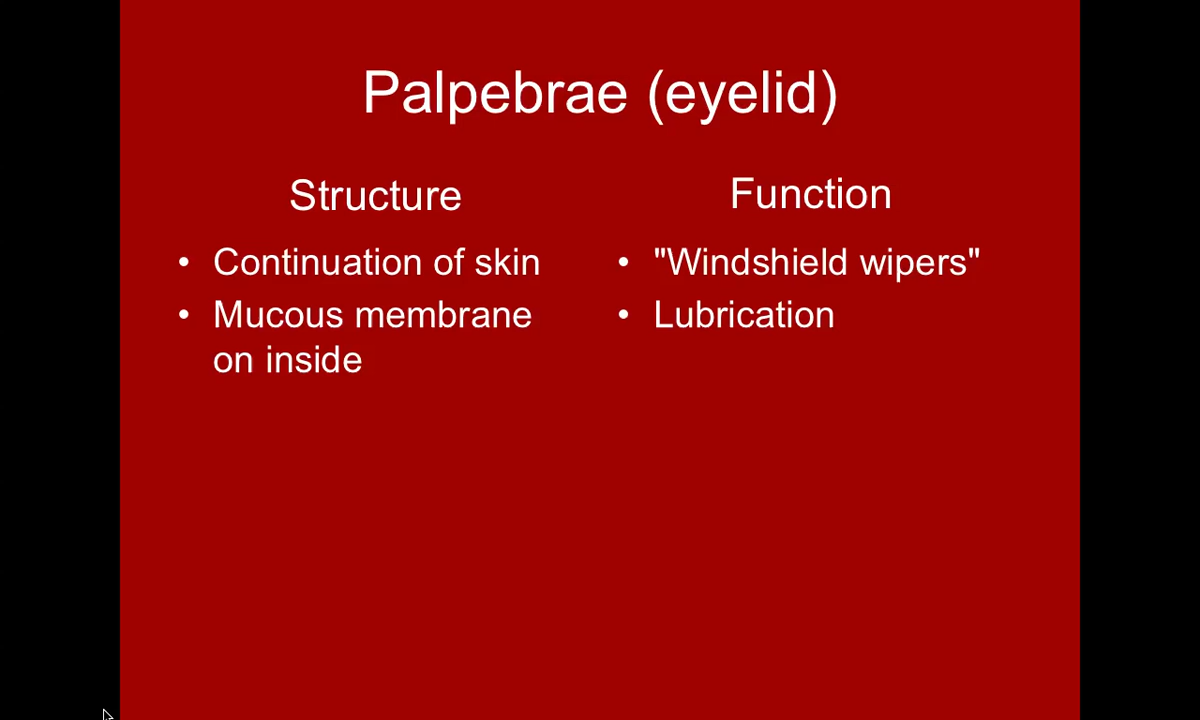 Palpebrae (eyelid)
Structure
• Continuation of skin
• Mucous membrane
on inside
Function
• "Windshield wipers"
• Lubrication